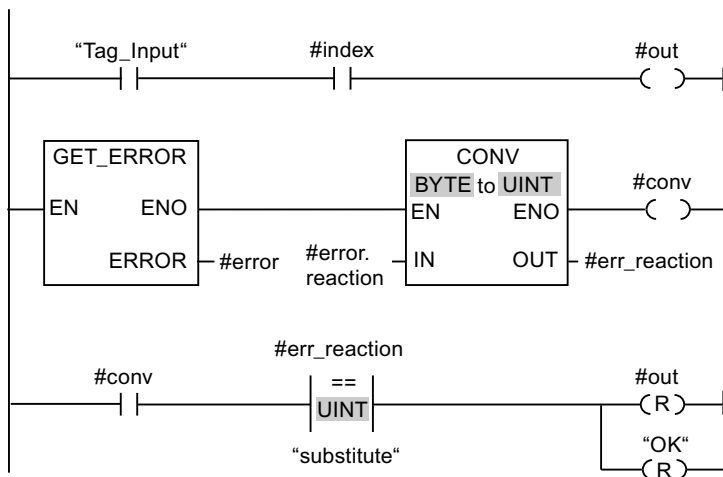 “Tag_Input“ #index #out
GET_ERROR
EN ENO
ERROR #error
CONV
BYTE to UINT
EN ENO
#error.
reaction
IN OUT #err_reaction
#conv
#err_reaction
#conv == #out
UINT R
“substitute“ “OK“
R